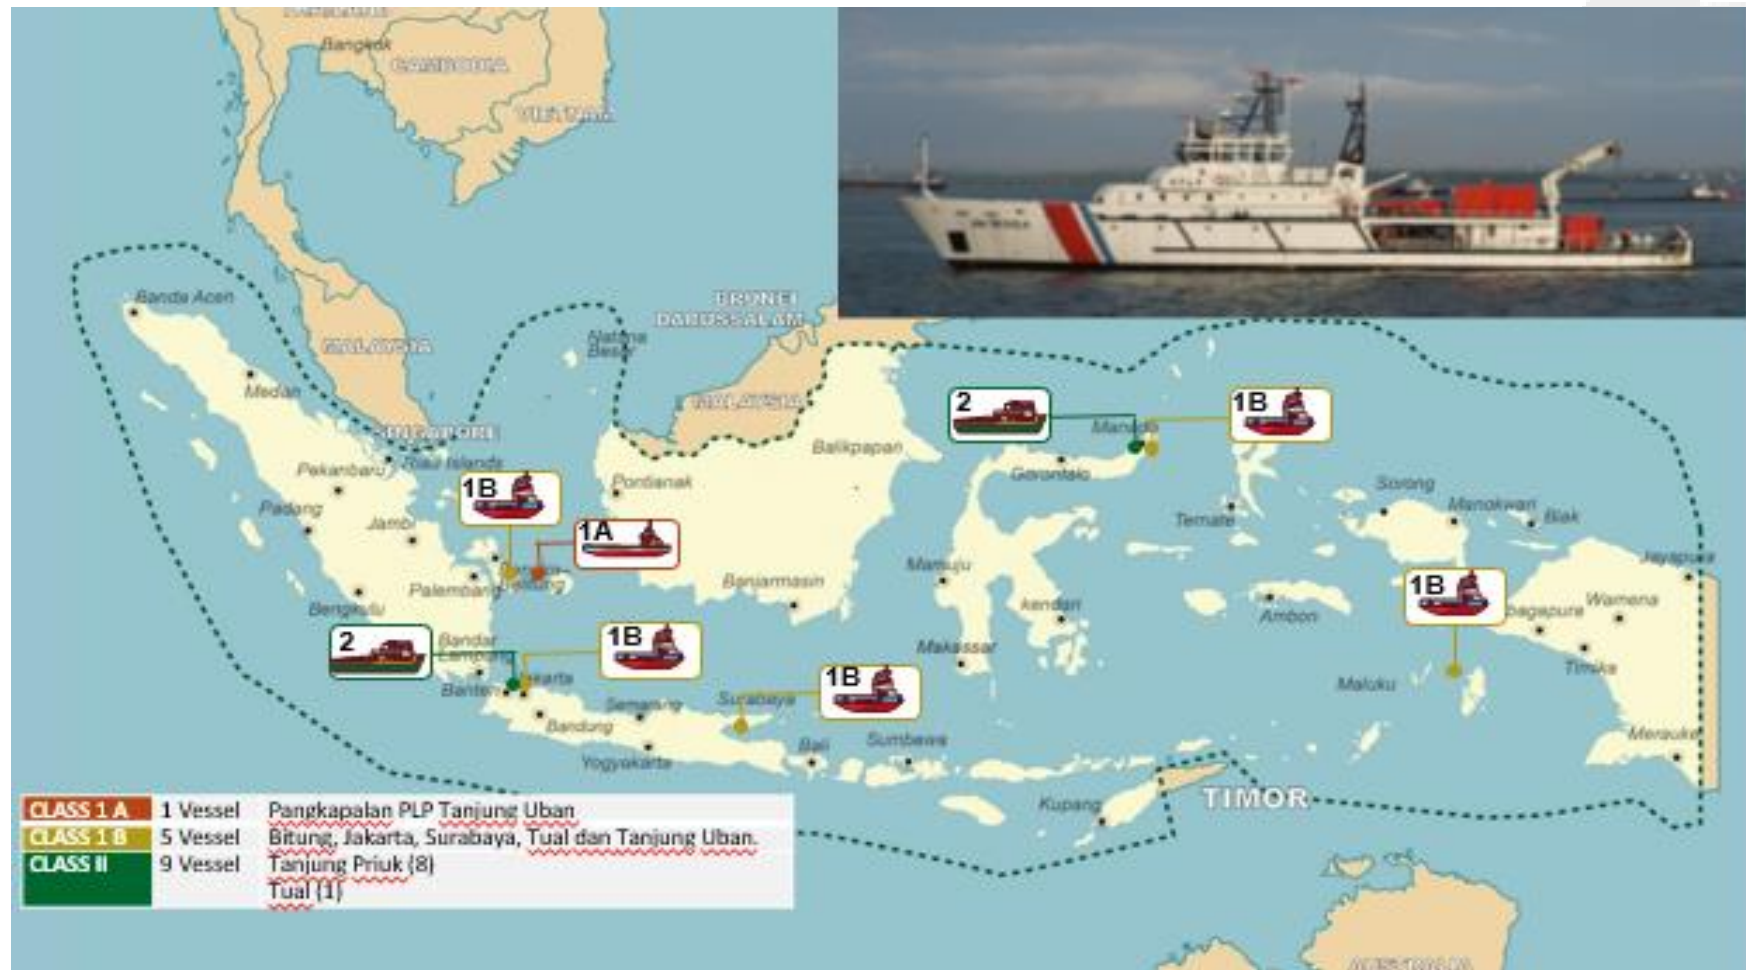 Bangkok
CAMBODIA
VIETNAM
BRUNEI
DARUSSALAM
Natuna
Besar
Banda Aceh
MALAYSIA
Medan
SINGAPORE
MALAYSIA
2
1B
Manado
Balikpapan
Gorontalo
Pekanbaru
Riau Islands
1B
Pontianak
Sorong
Manokwari
Biak
Padang
Jambi
1A
Ternate
Jayapura
Mamuju
1B
Palembang
Belitung
Banjarmasin
Bengkulu
kendari
Ambon
Wamena
2
Bandar
Lampung
1B
Makassar
Timika
Banten
1B
Maluku
Semarang
Surabaya
Bandung
Bali
Sumbawa
Merauke
Yogyakarta
Kupang
TIMOR
CLASS 1 A 1 Vessel Pangkapalan PLP Tanjung Uban
CLASS 1 B 5 Vessel Bitung, Jakarta, Surabaya, Tual dan Tanjung Uban.
CLASS II 9 Vessel Tanjung Priuk (8)
Tual (1)
AUSTRALIA